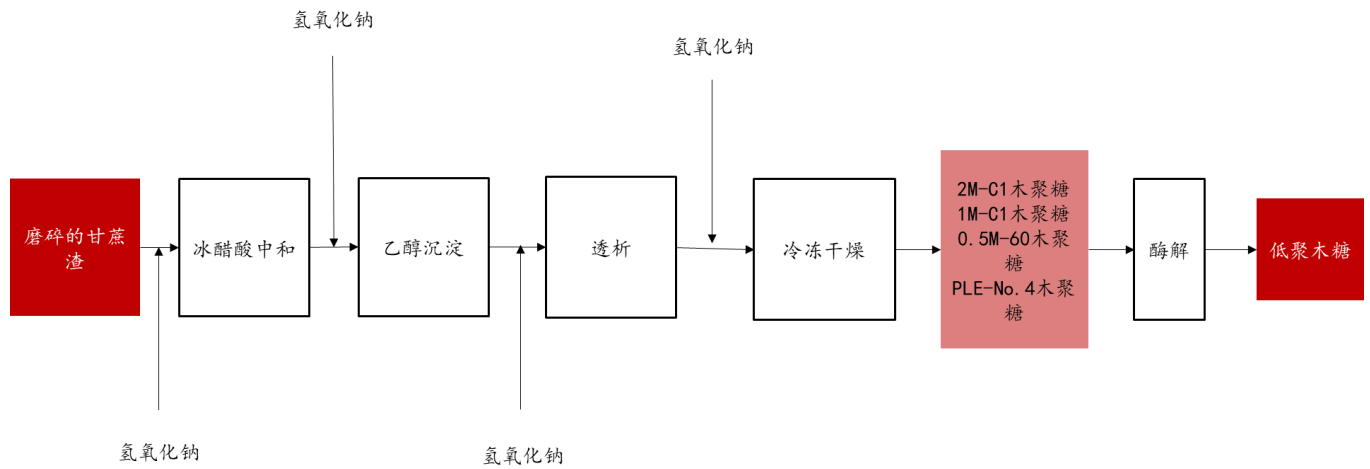 氢氧化钠
氢氧化钠
磨碎的甘蔗
渣
冰醋酸中和
乙醇沉淀
透析
冷冻干燥
2M-C1木聚糖
1M-C1木聚糖
0.5M-60木聚
糖
PLE-No.4木聚
糖
酶解
低聚木糖
氢氧化钠
氢氧化钠